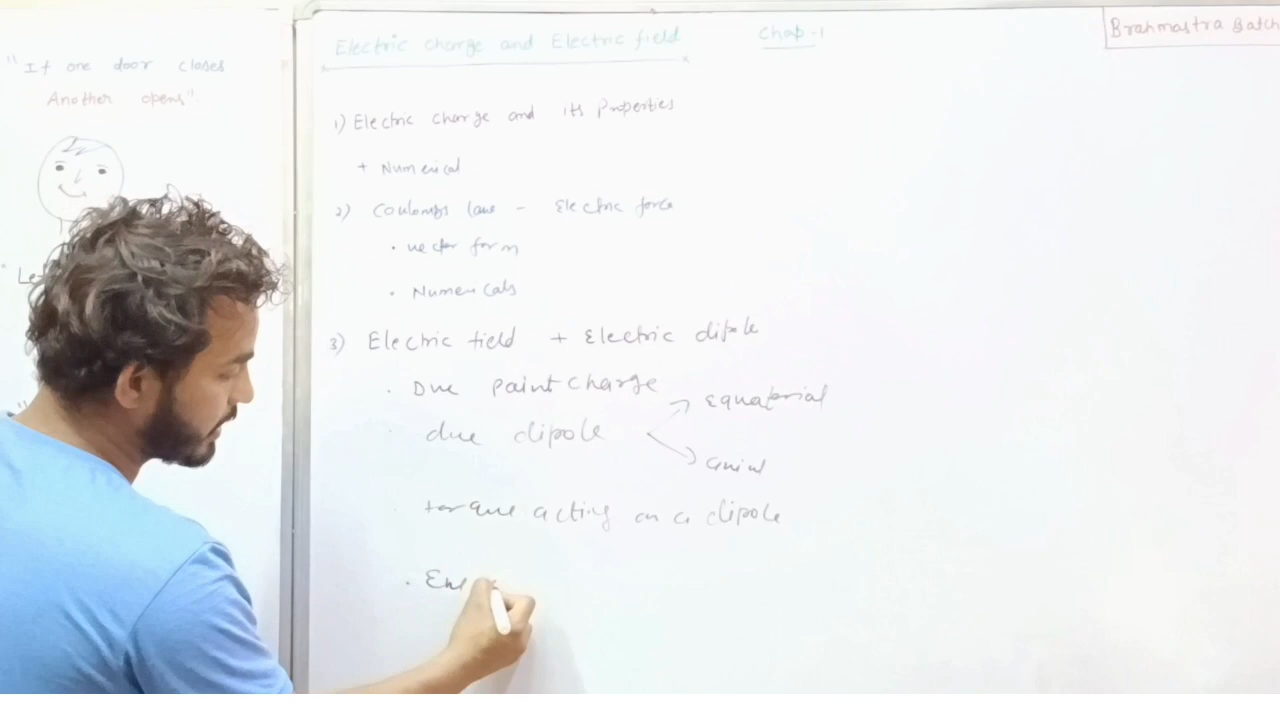 "If one door closes
Another opens"
Electric charge and Electric field
Chap-1
Brahmastra Batch
1) Electric charge and its Properties
+ Numerical
2) Coulombs law - Electric force
• vector form
• Numericals
3) Electric field + Electric dipole
• Due paint charge
due dipole
equatorial
axial
torque acting on a dipole